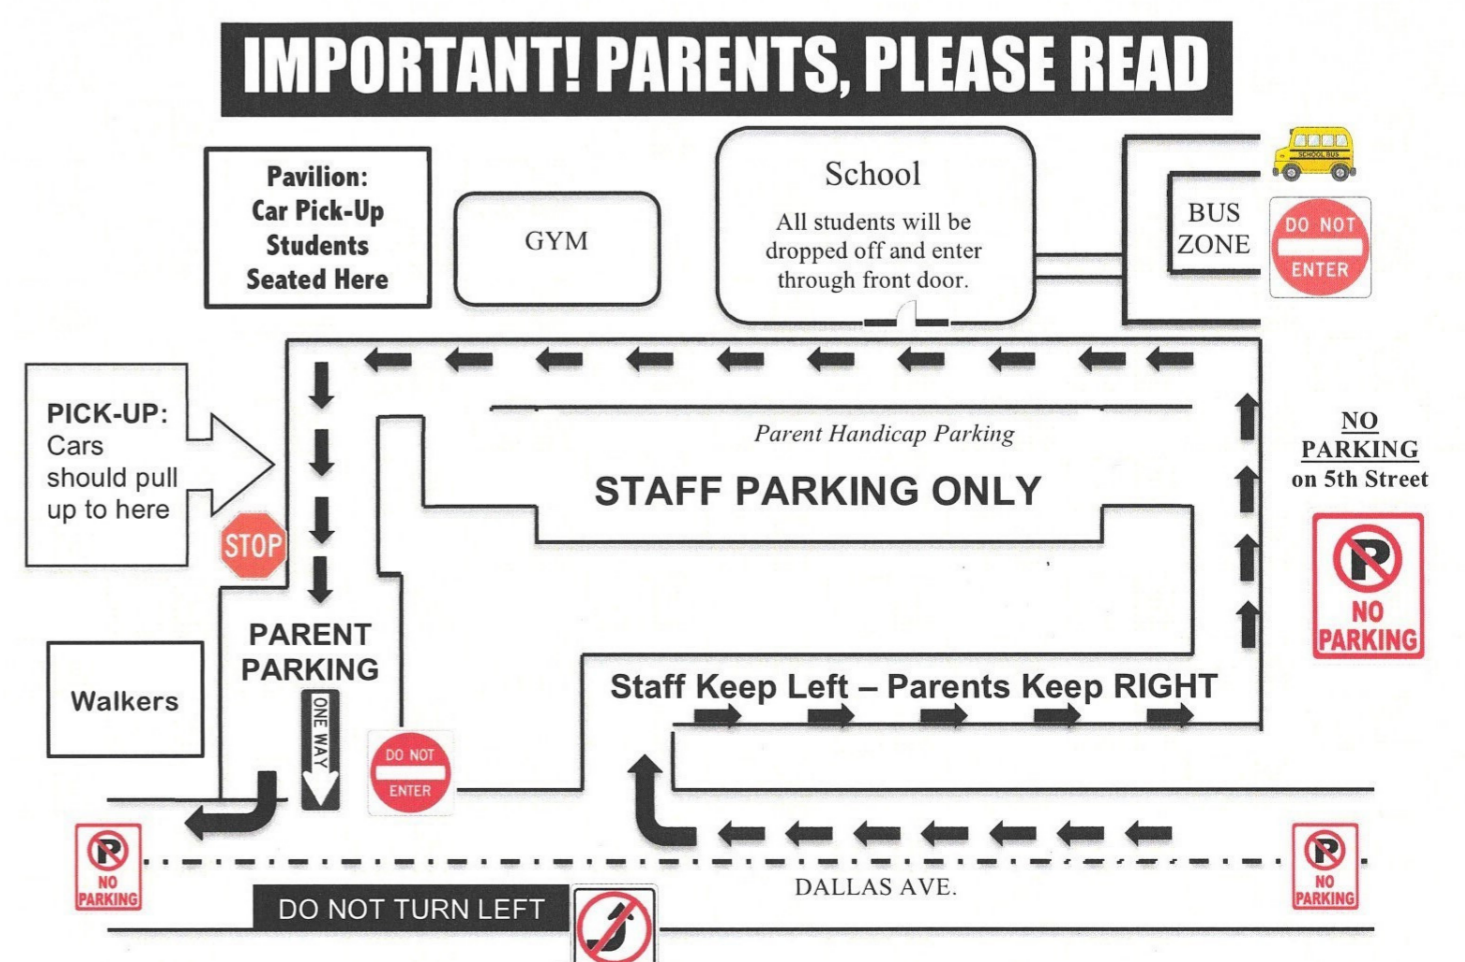 IMPORTANT! PARENTS, PLEASE READ
Pavilion:
Car Pick-Up
Students
Seated Here
GYM
School
All students will be
dropped off and enter
through front door.
BUS
ZONE
SCHOOL BUS
DO NOT
ENTER
PICK-UP:
Cars
should pull
up to here
STOP
Parent Handicap Parking
STAFF PARKING ONLY
NO
PARKING
on 5th Street
P
NO
PARKING
PARENT
PARKING
Walkers
ONE WAY
DO NOT
ENTER
Staff Keep Left – Parents Keep RIGHT
P
NO
PARKING
DALLAS AVE.
P
NO
PARKING
DO NOT TURN LEFT